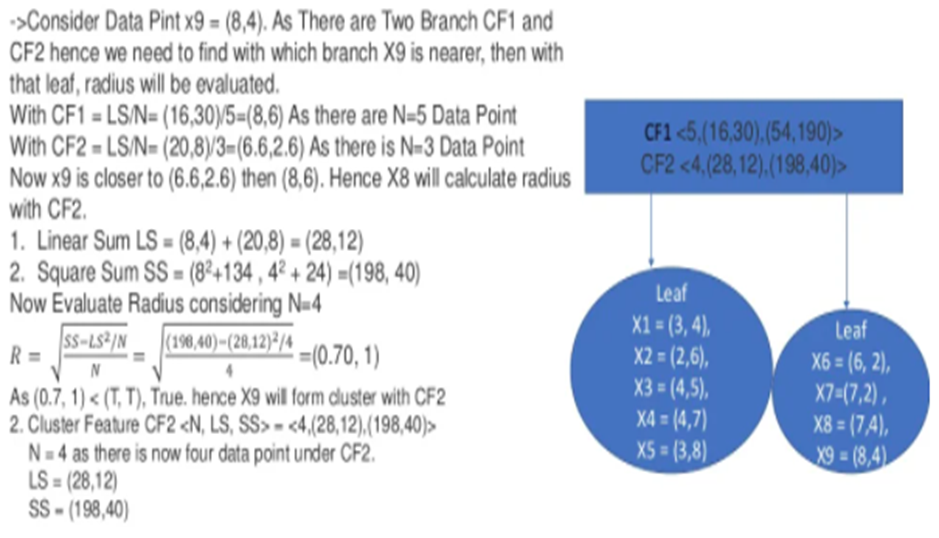 ->Consider Data Pint x9 = (8,4). As There are Two Branch CF1 and
CF2 hence we need to find with which branch X9 is nearer, then with
that leaf, radius will be evaluated.
With CF1 = LS/N= (16,30)/5=(8,6) As there are N=5 Data Point
With CF2 = LS/N= (20,8)/3=(6.6,2.6) As there is N=3 Data Point
Now x9 is closer to (6.6,2.6) then (8,6). Hence X8 will calculate radius
with CF2.
1. Linear Sum LS = (8,4) + (20,8) = (28,12)
2. Square Sum SS = (8²+134 , 4² + 24) =(198, 40)
Now Evaluate Radius considering N=4
R = √((SS−LS²/N)/N) = √(((198,40)−(28,12)²/4)/4) =(0.70, 1)
As (0.7, 1) < (T, T), True. hence X9 will form cluster with CF2
2. Cluster Feature CF2 <N, LS, SS> = <4,(28,12),(198,40)>
N = 4 as there is now four data point under CF2.
LS = (28,12)
SS = (198,40)
CF1 <5,(16,30),(54,190)>
CF2 <4,(28,12),(198,40)>
Leaf
X1 = (3, 4),
X2 = (2,6),
X3 = (4,5),
X4 = (4,7)
X5 = (3,8)
Leaf
X6 = (6, 2),
X7=(7,2) ,
X8 = (7,4),
X9 = (8,4)